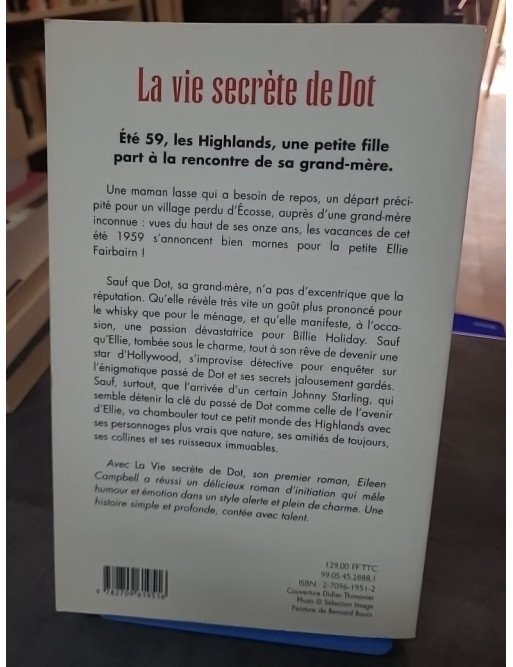 La vie secrète de Dot
Été 59, les Highlands, une petite fille
part à la rencontre de sa grand-mère.
Une maman lasse qui a besoin de repos, un départ préci-
pité pour un village perdu d'Écosse, auprès d'une grand-mère
inconnue : vues du haut de ses onze ans, les vacances de cet
été 1959 s'annoncent bien mornes pour la petite Ellie
Fairbairn !
Sauf que Dot, sa grand-mère, n'a pas d'excentrique que la
réputation. Qu'elle révèle très vite un goût plus prononcé pour
le whisky que pour le ménage, et qu'elle manifeste, à l'occa-
sion, une passion dévastatrice pour Billie Holiday. Sauf
qu'Ellie, tombée sous le charme, tout à son rêve de devenir une
star d'Hollywood, s'improvise détective pour enquêter sur
l'énigmatique passé de Dot et ses secrets jalousement gardés.
Sauf, surtout, que l'arrivée d'un certain Johnny Starling, qui
semble détenir la clé du passé de Dot comme celle de l'avenir
d'Ellie, va chambouler tout ce petit monde des Highlands avec
ses personnages plus vrais que nature, ses amitiés de toujours,
ses collines et ses ruisseaux immuables.
Avec La Vie secrète de Dot, son premier roman, Eileen
Campbell a réussi un délicieux roman d'initiation qui mêle
humour et émotion dans un style alerte et plein de charme. Une
histoire simple et profonde, contée avec talent.
129,00 FF TTC
99.05.45.2888.1
ISBN : 2-7096-1951-2
Couverture Didier Thimonier
Photo © Sélection Image
Peinture de Bernard Bouin
9 782709 619516